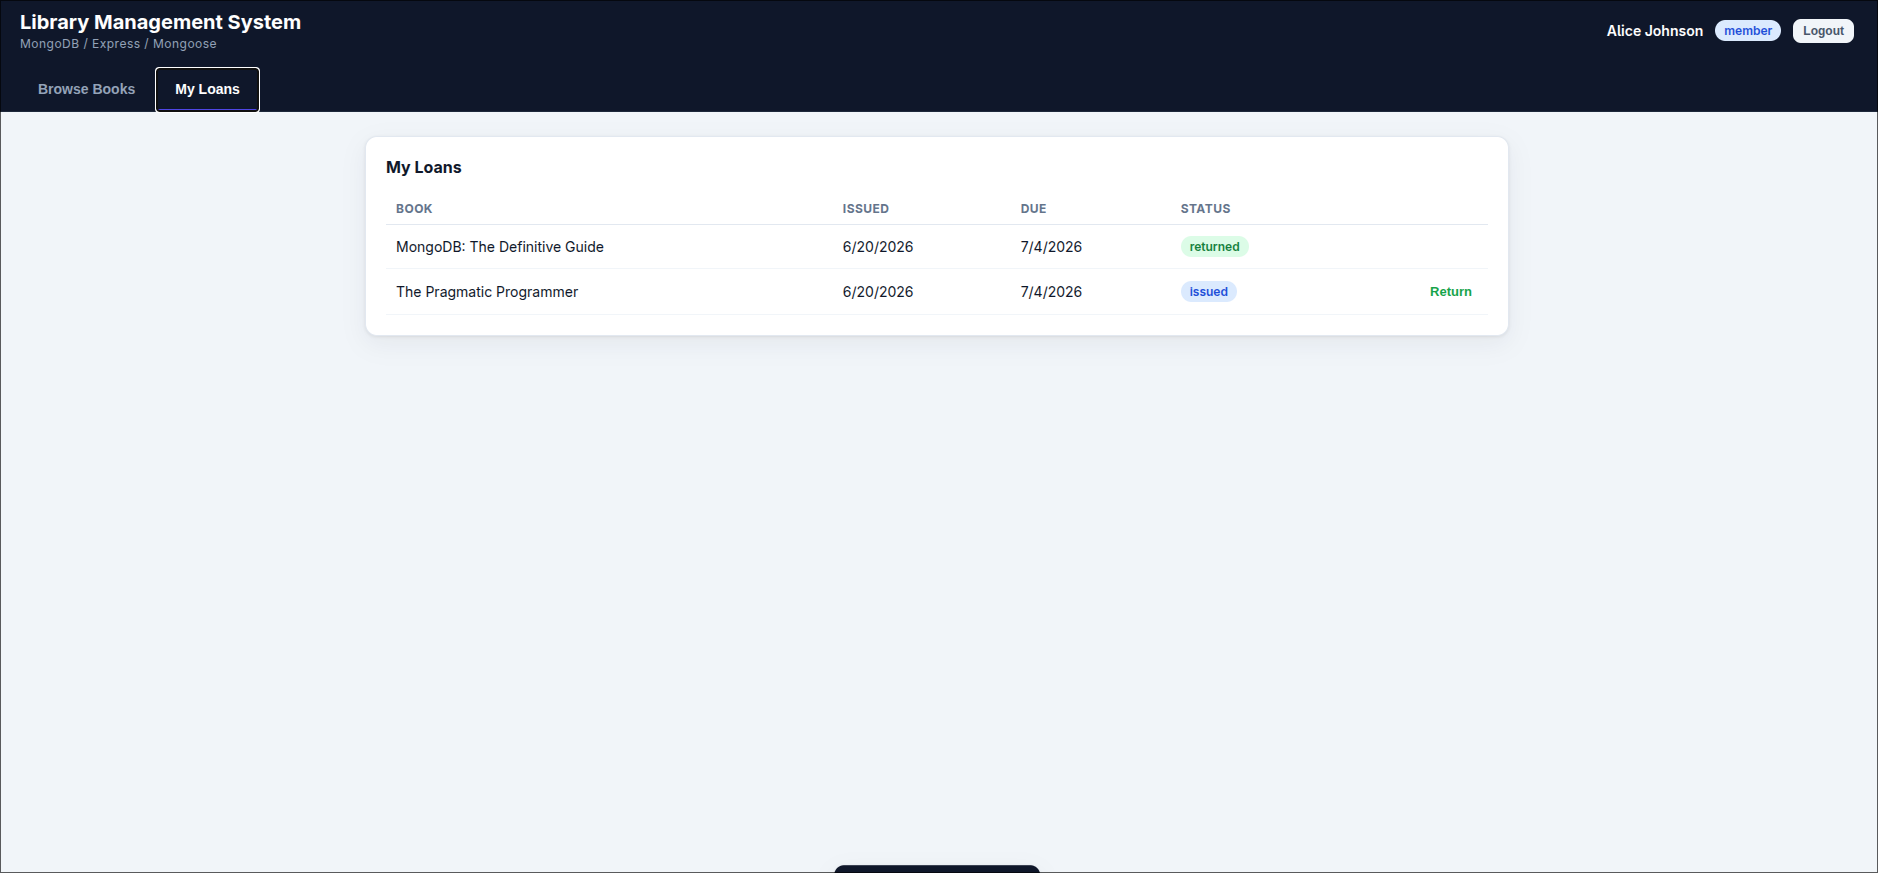 Library Management System
MongoDB / Express / Mongoose
Alice Johnson member Logout
Browse Books My Loans
My Loans
BOOK ISSUED DUE STATUS
MongoDB: The Definitive Guide 6/20/2026 7/4/2026 returned
The Pragmatic Programmer 6/20/2026 7/4/2026 issued Return